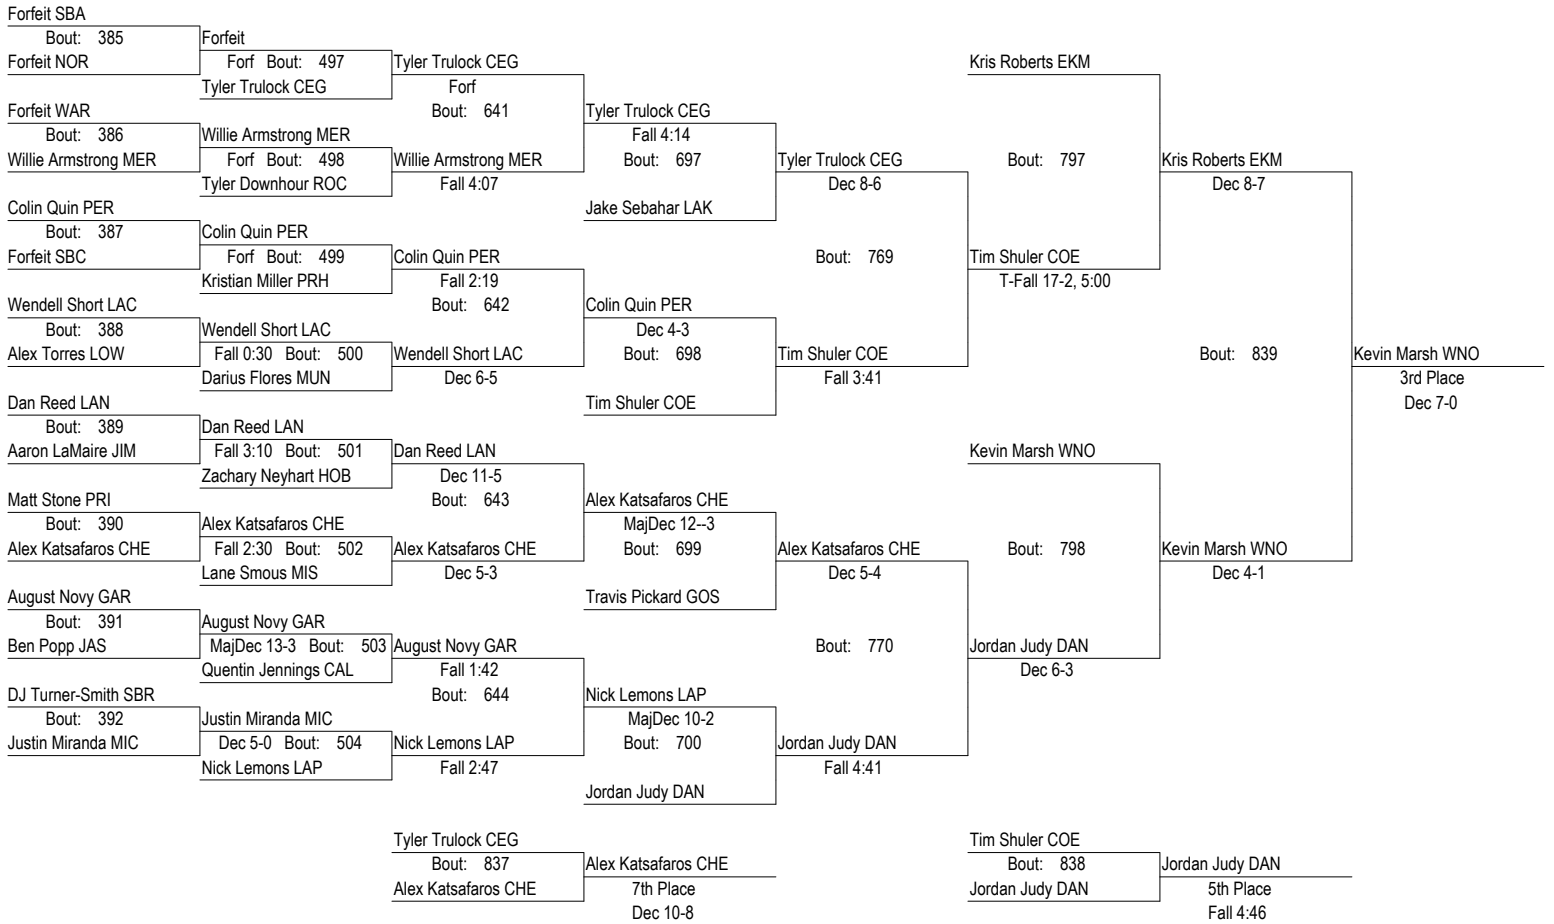 Forfeit SBA
Bout: 385
Forfeit NOR
Forfeit WAR
Bout: 386
Willie Armstrong MER
Colin Quin PER
Bout: 387
Forfeit SBC
Wendell Short LAC
Bout: 388
Alex Torres LOW
Dan Reed LAN
Bout: 389
Aaron LaMaire JIM
Matt Stone PRI
Bout: 390
Alex Katsafaros CHE
August Novy GAR
Bout: 391
Ben Popp JAS
DJ Turner-Smith SBR
Bout: 392
Justin Miranda MIC
Forfeit
Forf Bout: 497
Tyler Trulock CEG
Willie Armstrong MER
Forf Bout: 498
Tyler Downhour ROC
Colin Quin PER
Forf Bout: 499
Kristian Miller PRH
Wendell Short LAC
Fall 0:30 Bout: 500
Darius Flores MUN
Dan Reed LAN
Fall 3:10 Bout: 501
Zachary Neyhart HOB
Alex Katsafaros CHE
Fall 2:30 Bout: 502
Lane Smous MIS
August Novy GAR
MajDec 13-3 Bout: 503
Quentin Jennings CAL
Justin Miranda MIC
Dec 5-0 Bout: 504
Nick Lemons LAP
Tyler Trulock CEG
Forf
Bout: 641
Willie Armstrong MER
Fall 4:07
Colin Quin PER
Fall 2:19
Bout: 642
Wendell Short LAC
Dec 6-5
Dan Reed LAN
Dec 11-5
Bout: 643
Alex Katsafaros CHE
Dec 5-3
August Novy GAR
Fall 1:42
Bout: 644
Nick Lemons LAP
Fall 2:47
Tyler Trulock CEG
Fall 4:14
Bout: 697
Jake Sebahar LAK
Colin Quin PER
Dec 4-3
Bout: 698
Tim Shuler COE
Alex Katsafaros CHE
MajDec 12--3
Bout: 699
Travis Pickard GOS
Nick Lemons LAP
MajDec 10-2
Bout: 700
Jordan Judy DAN
Tyler Trulock CEG
Dec 8-6
Bout: 769
Tim Shuler COE
Fall 3:41
Alex Katsafaros CHE
Dec 5-4
Bout: 770
Jordan Judy DAN
Fall 4:41
Kris Roberts EKM
Bout: 797
Tim Shuler COE
T-Fall 17-2, 5:00
Kevin Marsh WNO
Bout: 798
Jordan Judy DAN
Dec 6-3
Kris Roberts EKM
Dec 8-7
Bout: 839
Kevin Marsh WNO
Dec 4-1
Kevin Marsh WNO
3rd Place
Dec 7-0
Tyler Trulock CEG
Bout: 837
Alex Katsafaros CHE
Alex Katsafaros CHE
7th Place
Dec 10-8
Tim Shuler COE
Bout: 838
Jordan Judy DAN
Jordan Judy DAN
5th Place
Fall 4:46